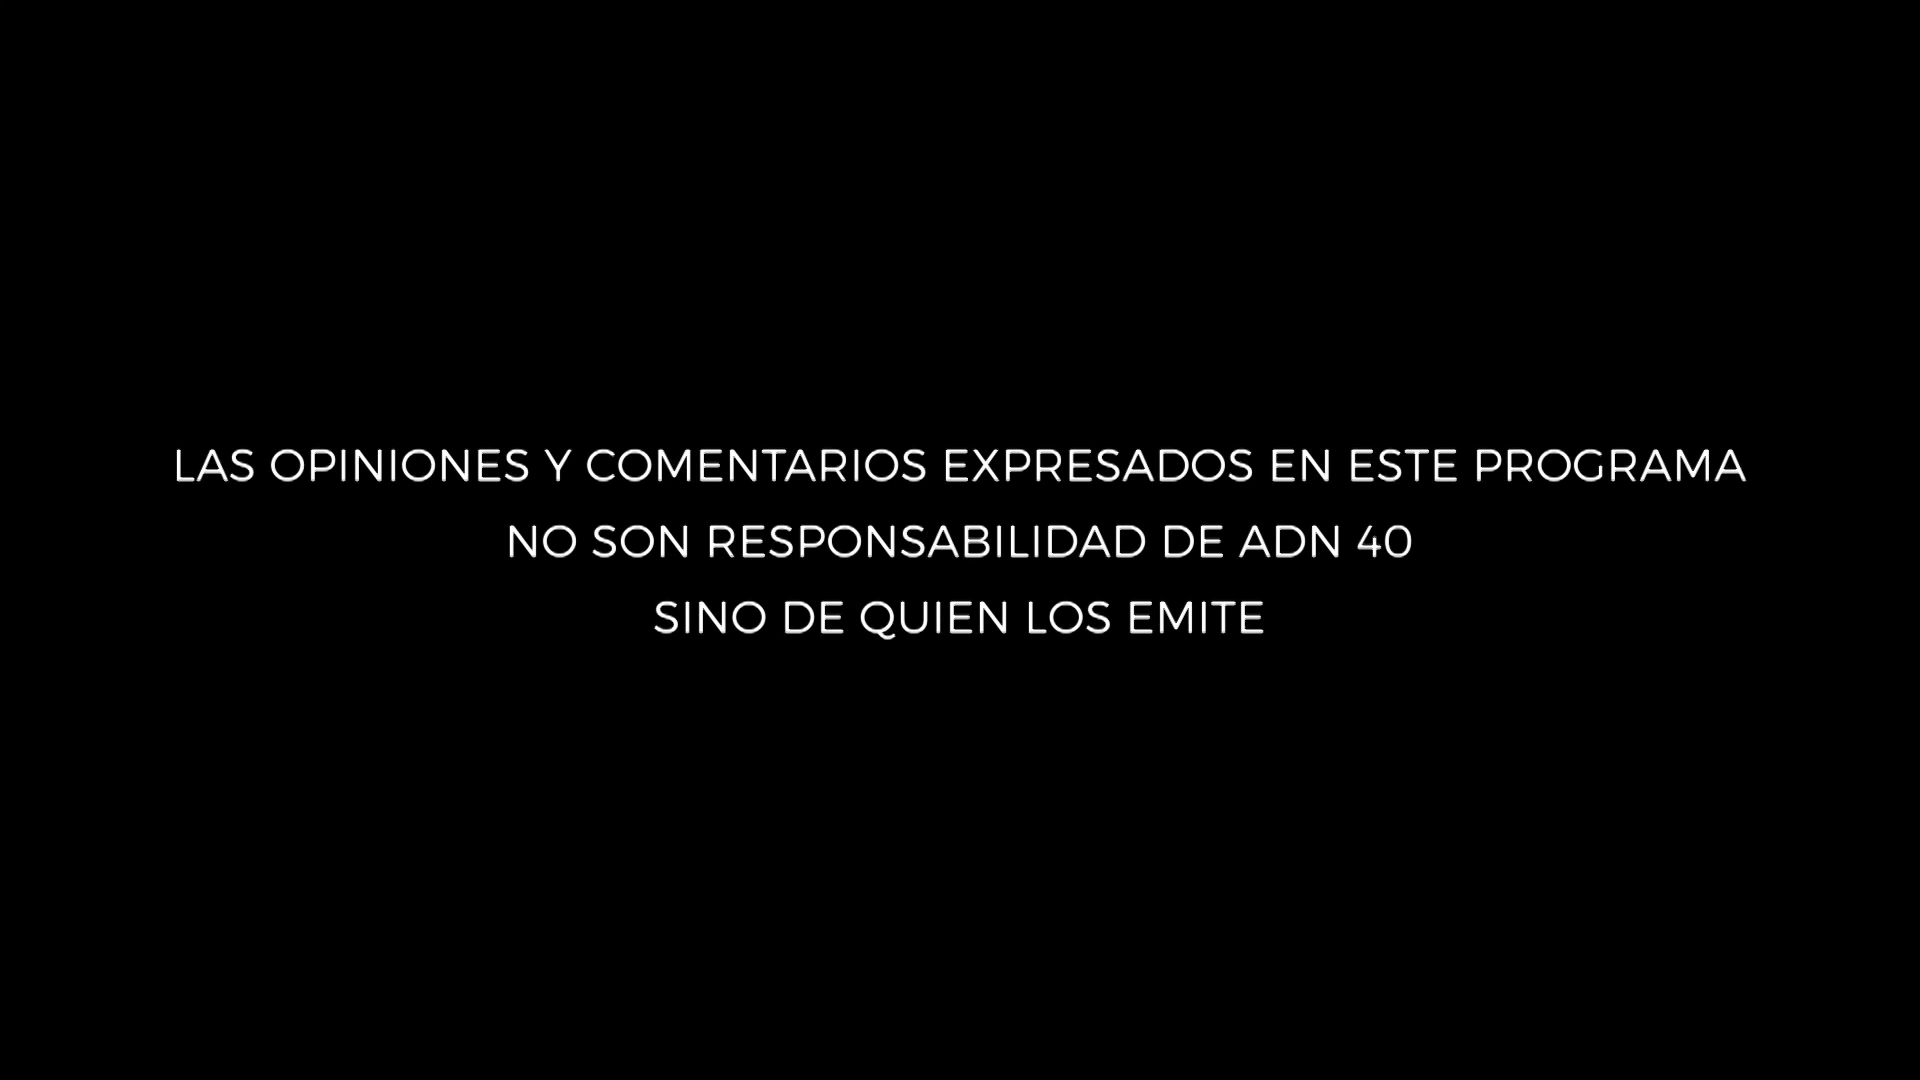 LAS OPINIONES Y COMENTARIOS EXPRESADOS EN ESTE PROGRAMA
NO SON RESPONSABILIDAD DE ADN 40
SINO DE QUIEN LOS EMITE